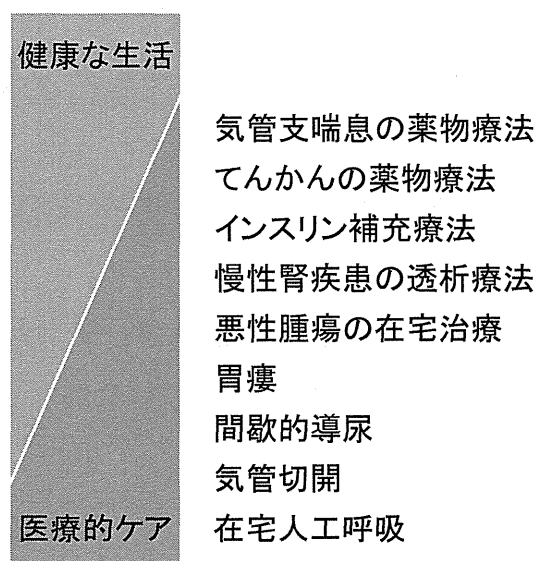 健康な生活
気管支喘息の薬物療法
てんかんの薬物療法
インスリン補充療法
慢性腎疾患の透析療法
悪性腫瘍の在宅治療
胃瘻
間歇的導尿
気管切開
医療的ケア
在宅人工呼吸